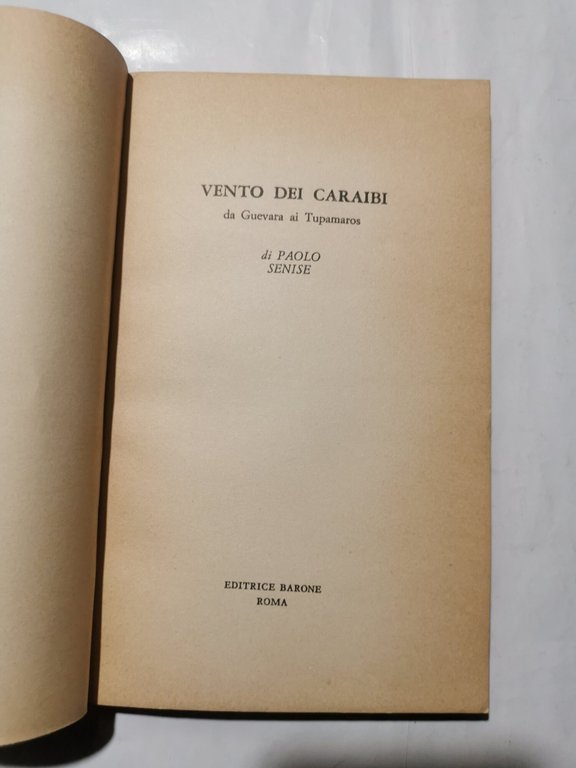 VENTO DEI CARAIBI
da Guevara ai Tupamaros
di PAOLO
SENISE
EDITRICE BARONE
ROMA